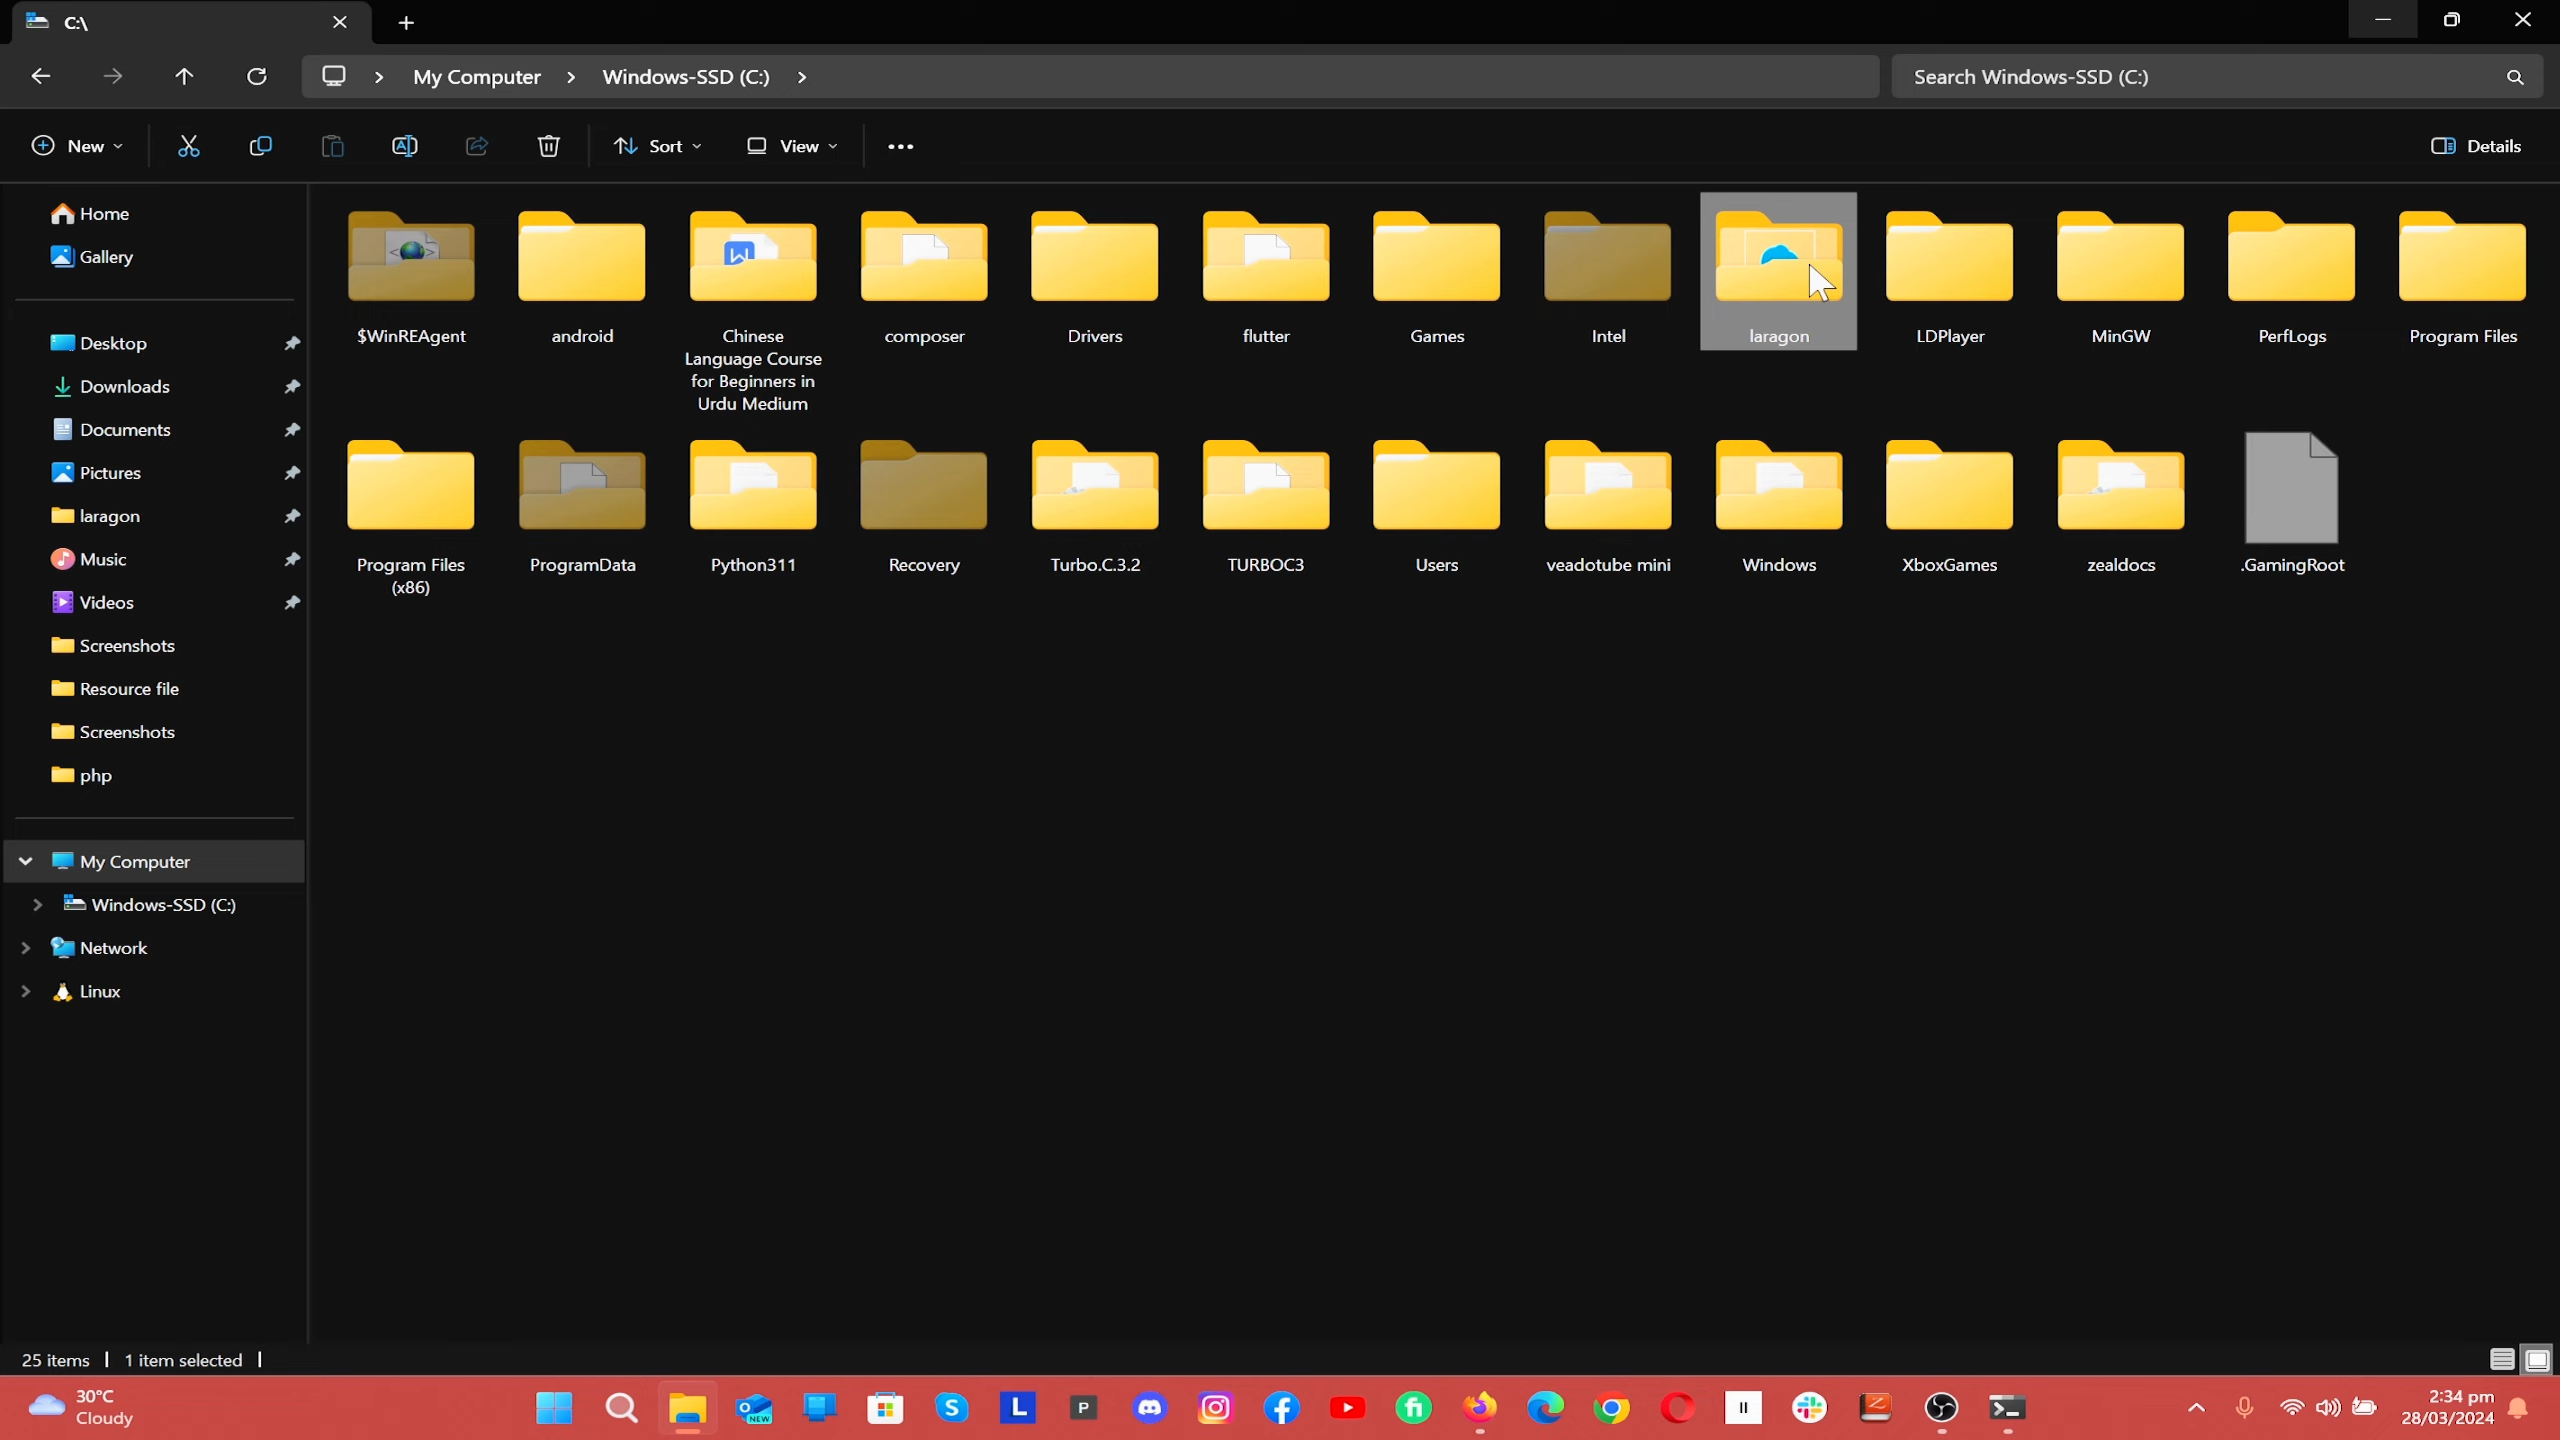 C:\
My Computer
Windows-SSD (C:)
Search Windows-SSD (C:)
New
Sort
View
Details
Home
Gallery
Desktop
Downloads
Documents
Pictures
laragon
Music
Videos
Screenshots
Resource file
Screenshots
php
My Computer
Windows-SSD (C:)
Network
Linux
$WinREAgent
android
Chinese
Language Course
for Beginners in
Urdu Medium
composer
Drivers
flutter
Games
Intel
laragon
LDPlayer
MinGW
PerfLogs
Program Files
Program Files
(x86)
ProgramData
Python311
Recovery
Turbo.C.3.2
TURBOC3
Users
veadotube mini
Windows
XboxGames
zealdocs
.GamingRoot
25 items
1 item selected
30°C
Cloudy
NEW
L
P
2:34 pm
28/03/2024